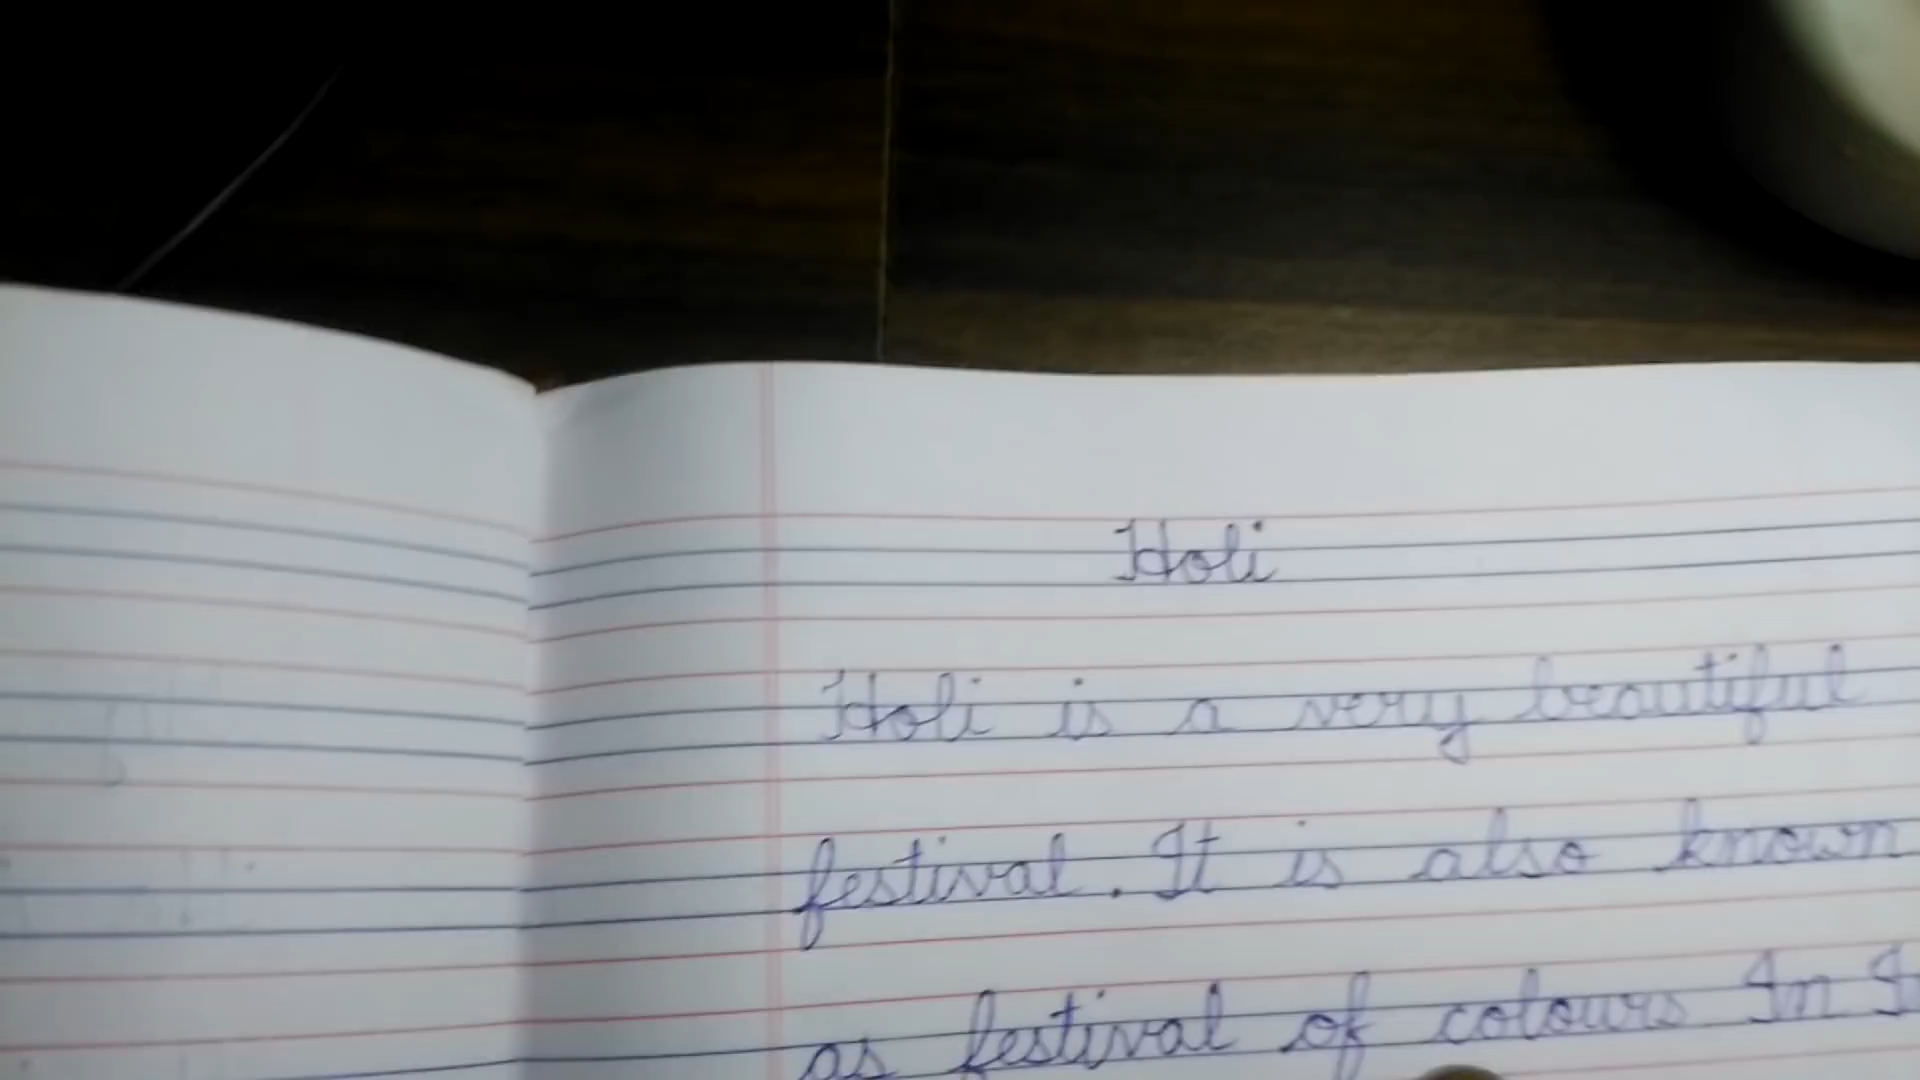 Holi
Holi is a very beautiful
festival. It is also known
as festival of colours In